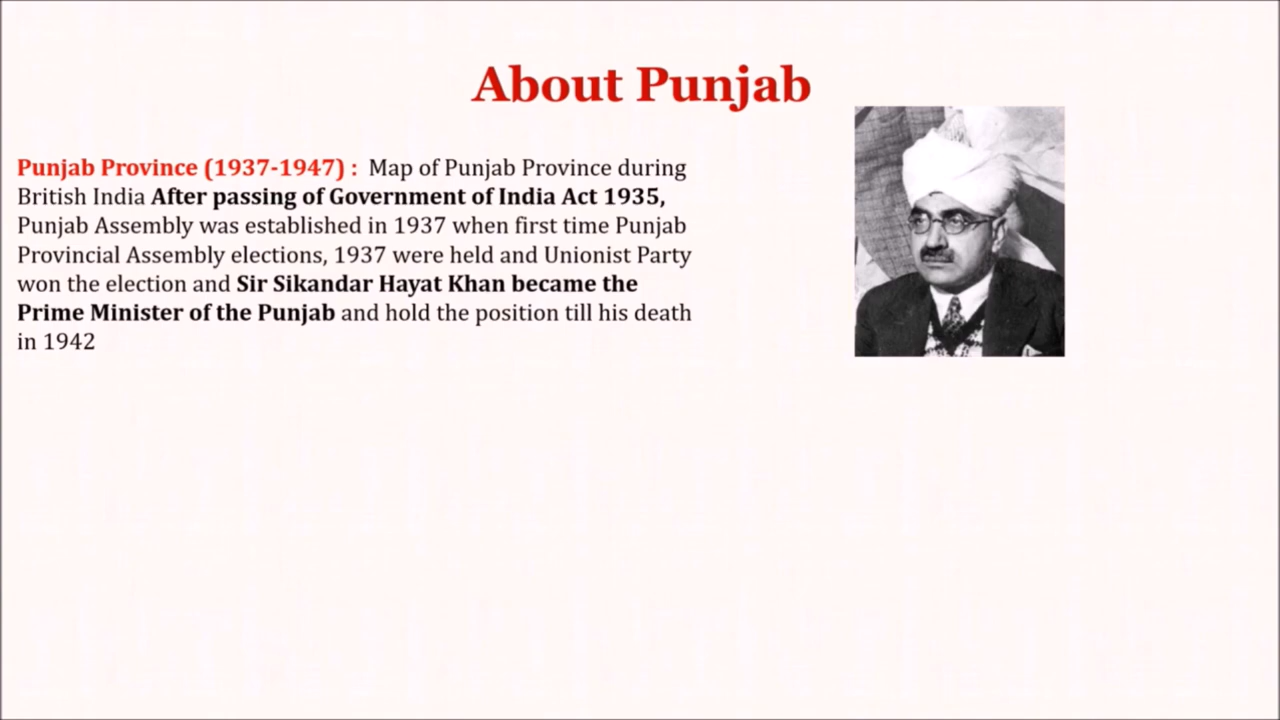 About Punjab
Punjab Province (1937-1947) : Map of Punjab Province during
British India After passing of Government of India Act 1935,
Punjab Assembly was established in 1937 when first time Punjab
Provincial Assembly elections, 1937 were held and Unionist Party
won the election and Sir Sikandar Hayat Khan became the
Prime Minister of the Punjab and hold the position till his death
in 1942